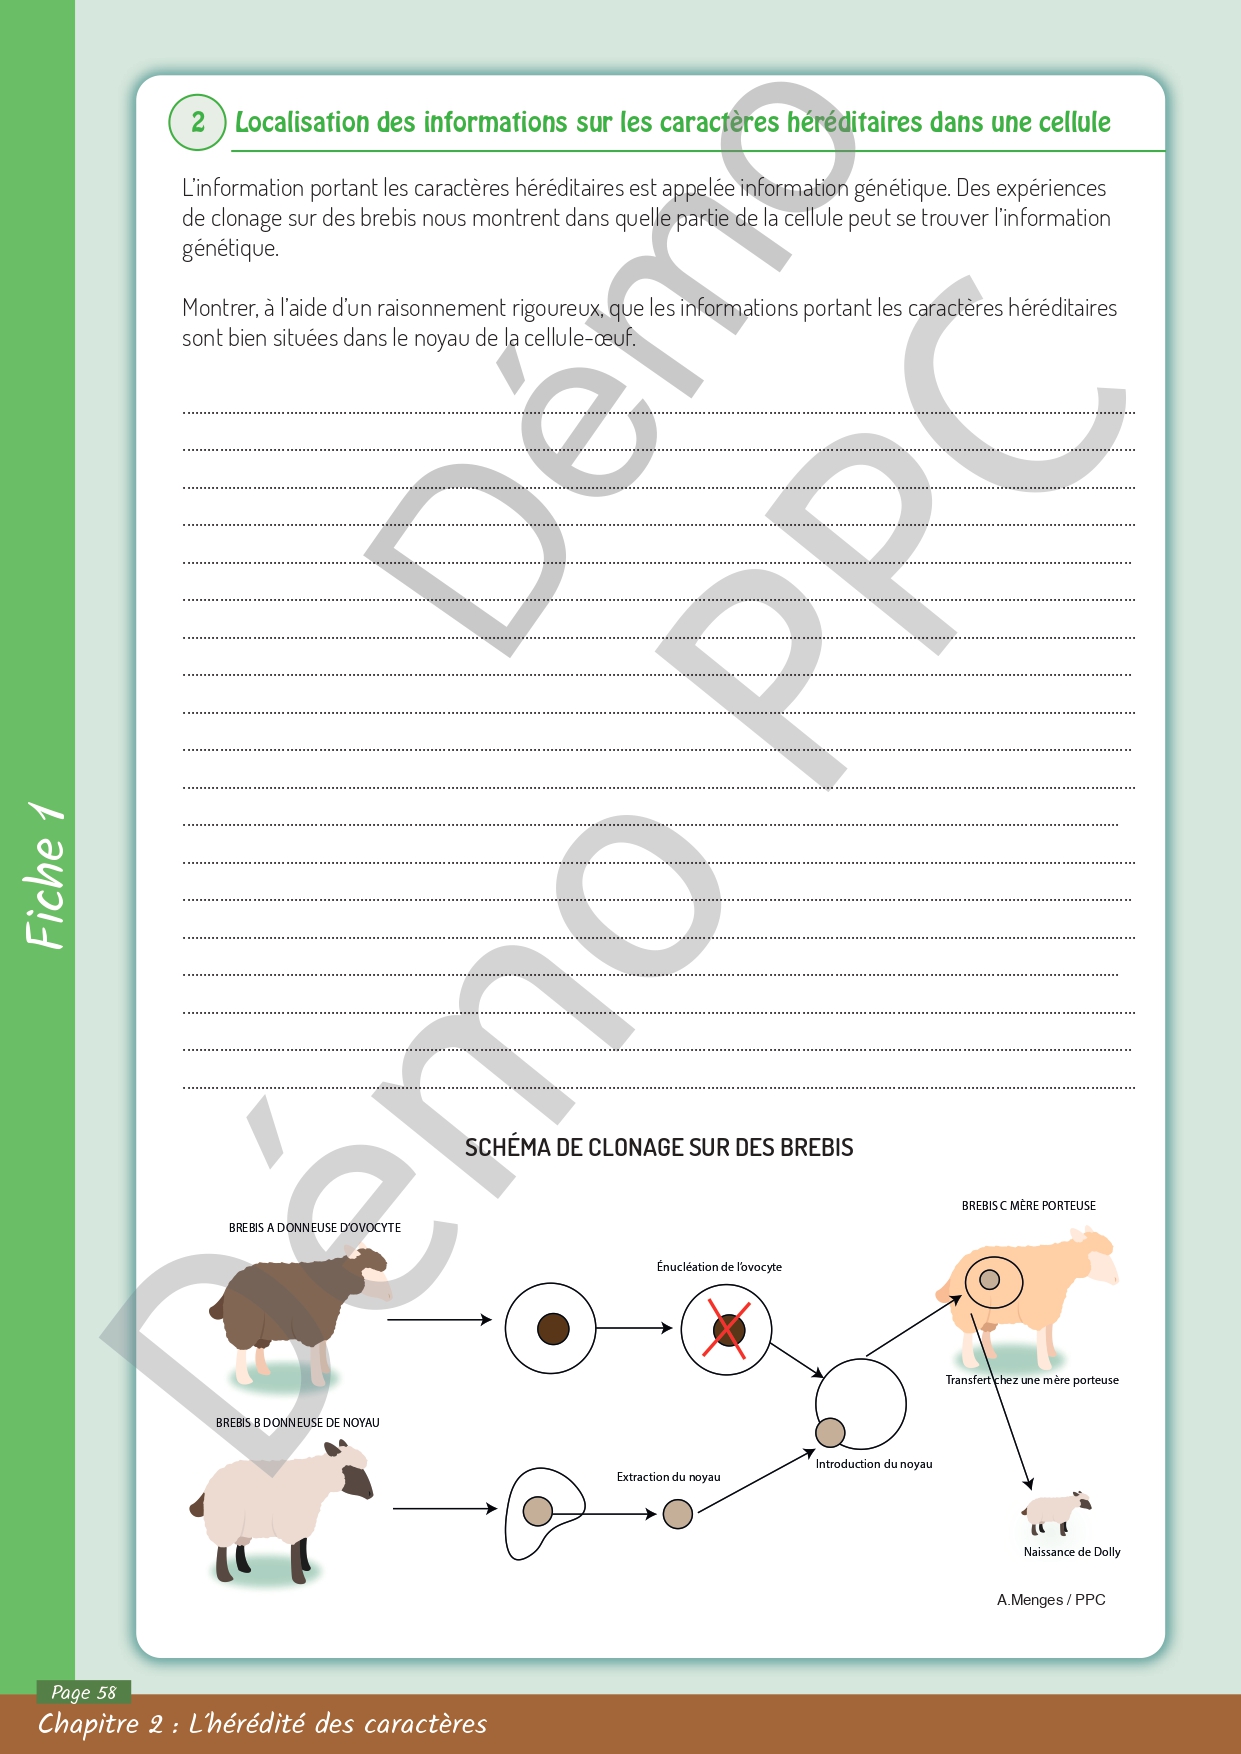 2 Localisation des informations sur les caractères héréditaires dans une cellule
L'information portant les caractères héréditaires est appelée information génétique. Des expériences
de clonage sur des brebis nous montrent dans quelle partie de la cellule peut se trouver l'information
génétique.
Montrer, à l'aide d'un raisonnement rigoureux, que les informations portant les caractères héréditaires
sont bien situées dans le noyau de la cellule-œuf.
Démo
Démo PPC
Fiche 1
SCHÉMA DE CLONAGE SUR DES BREBIS
BREBIS C MÈRE PORTEUSE
BREBIS A DONNEUSE D'OVOCYTE
Énucléation de l'ovocyte
Transfert chez une mère porteuse
BREBIS B DONNEUSE DE NOYAU
Introduction du noyau
Extraction du noyau
Naissance de Dolly
A.Menges / PPC
Page 58
Chapitre 2 : L'hérédité des caractères